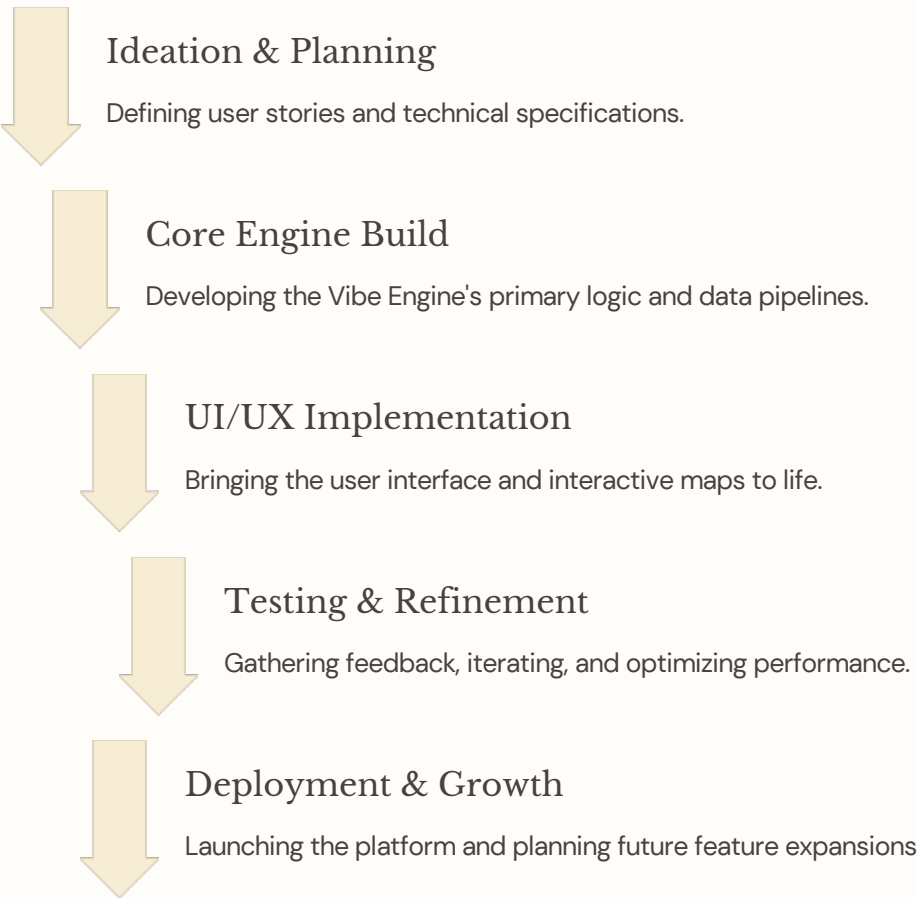 Ideation & Planning
Defining user stories and technical specifications.
Core Engine Build
Developing the Vibe Engine's primary logic and data pipelines.
UI/UX Implementation
Bringing the user interface and interactive maps to life.
Testing & Refinement
Gathering feedback, iterating, and optimizing performance.
Deployment & Growth
Launching the platform and planning future feature expansions